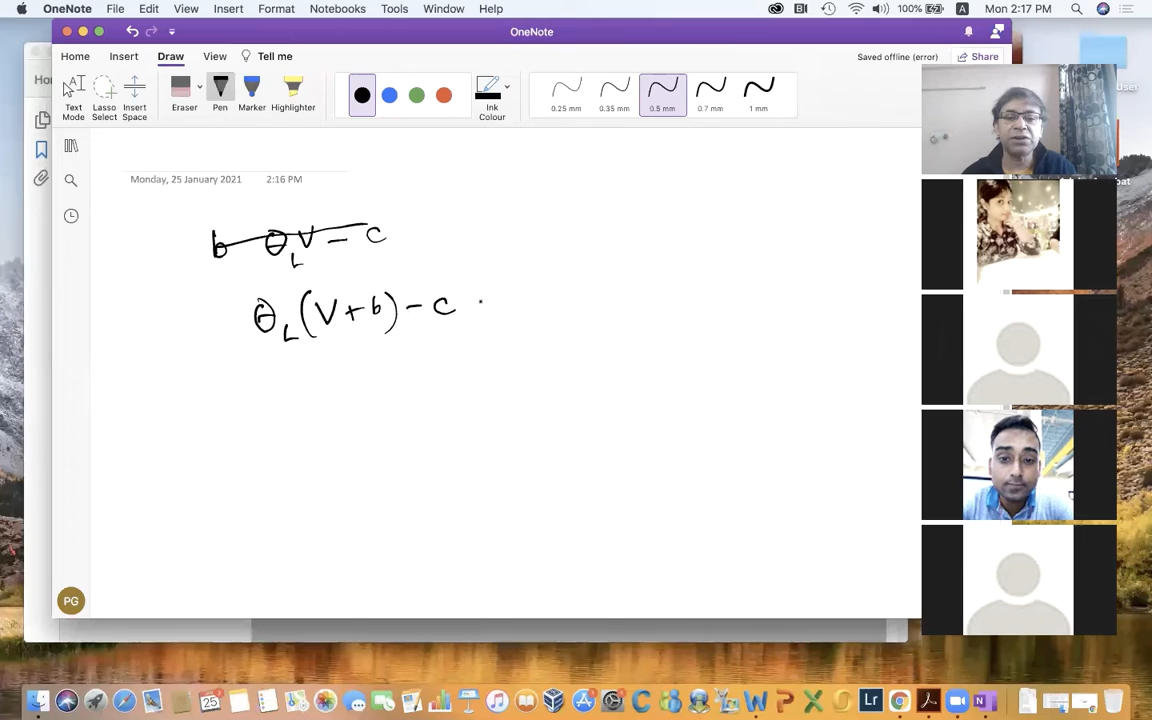 OneNote File Edit View Insert Format Notebooks Tools Window Help 100% A Mon 2:17 PM
OneNote
Home Insert Draw View Tell me Saved offline (error) Share
Text Mode Lasso Select Insert Space Eraser Pen Marker Highlighter Ink Colour 0.25 mm 0.35 mm 0.5 mm 0.7 mm 1 mm
Monday, 25 January 2021 2:16 PM
b θ_L V − c
θ_L (V + b) − c
PG